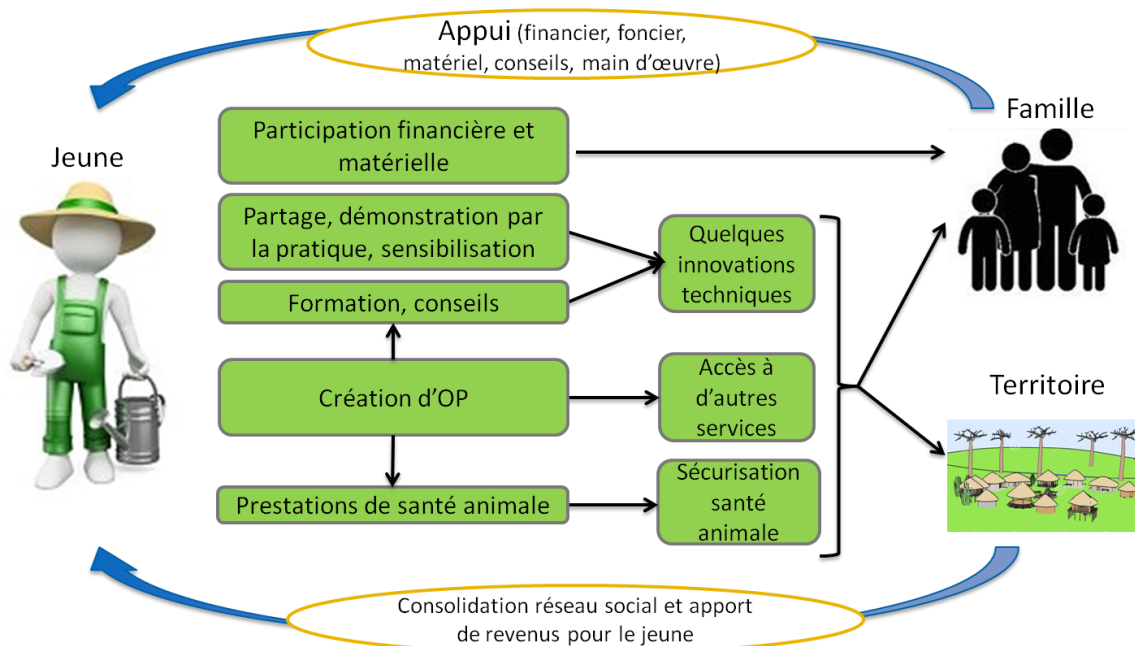 Appui (financier, foncier,
matériel, conseils, main d’œuvre)
Famille
Jeune
Participation financière et
matérielle
Partage, démonstration par
la pratique, sensibilisation
Quelques
innovations
techniques
Formation, conseils
Création d’OP
Accès à
d’autres
services
Territoire
Prestations de santé animale
Sécurisation
santé
animale
Consolidation réseau social et apport
de revenus pour le jeune